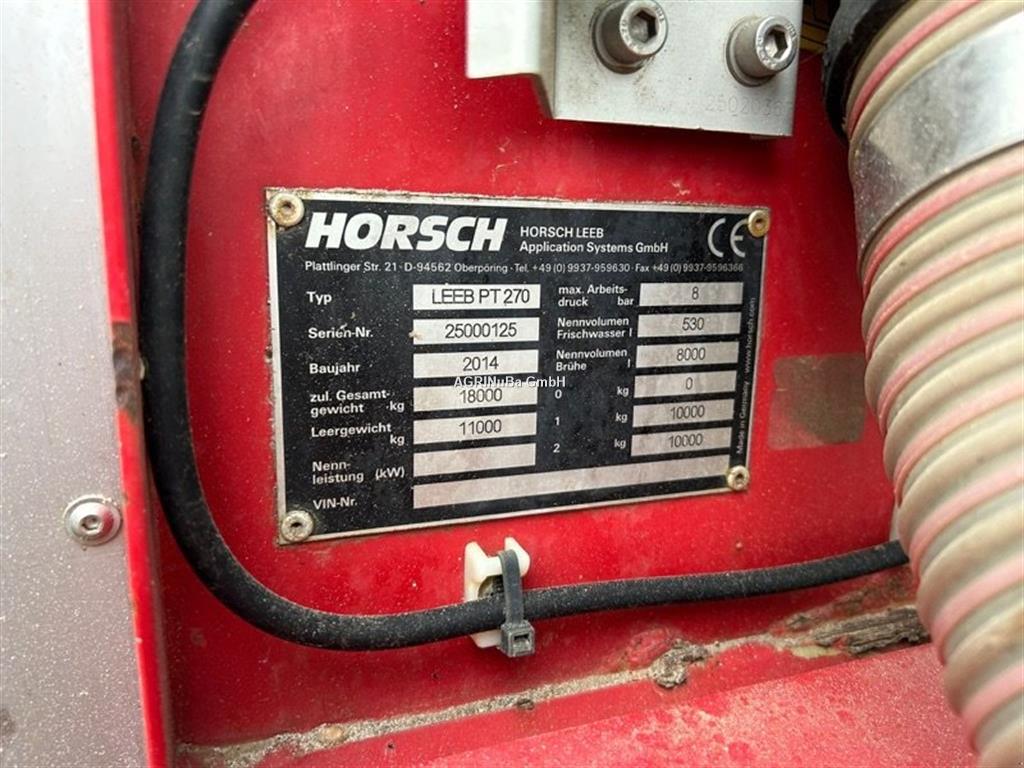 2502036
HORSCH
HORSCH LEEB
Application Systems GmbH
CE
Plattlinger Str. 21 · D-94562 Oberpöring · Tel. +49 (0) 9937-959630 · Fax +49 (0) 9937-9596366
Typ LEEB PT 270
Serien-Nr. 25000125
Baujahr 2014
zul. Gesamt-
gewicht kg 18000
Leergewicht
kg 11000
Nenn-
leistung (kW)
VIN-Nr.
max. Arbeits-
druck bar 8
Nennvolumen
Frischwasser l 530
Nennvolumen
Brühe l 8000
0 kg 0
1 kg 10000
2 kg 10000
Made in Germany www.horsch.com
AGRINuBa GmbH